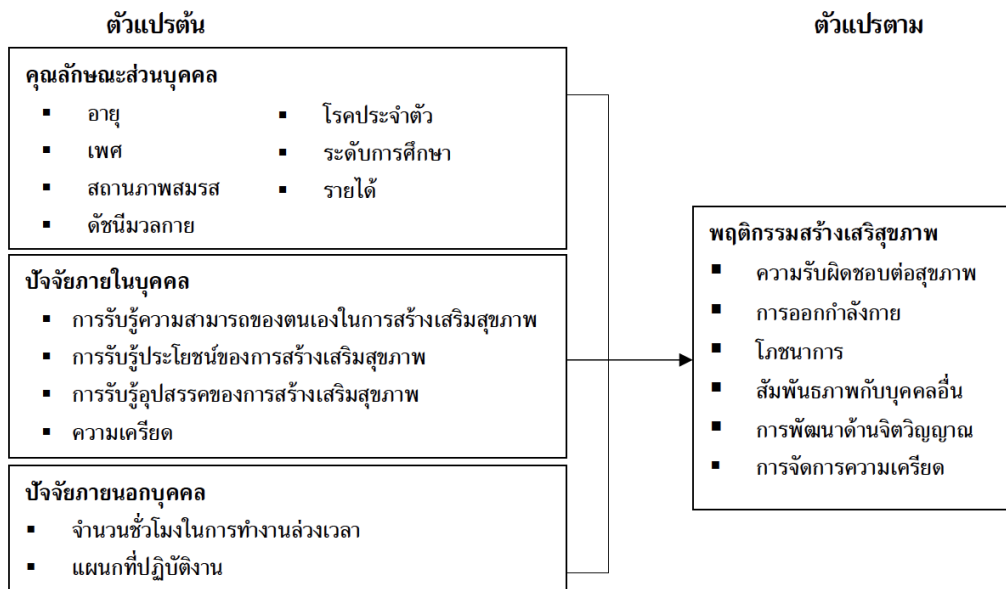 ตัวแปรต้น
ตัวแปรตาม
คุณลักษณะส่วนบุคคล
▪ อายุ
▪ เพศ
▪ สถานภาพสมรส
▪ ดัชนีมวลกาย
▪ โรคประจำตัว
▪ ระดับการศึกษา
▪ รายได้
ปัจจัยภายในบุคคล
▪ การรับรู้ความสามารถของตนเองในการสร้างเสริมสุขภาพ
▪ การรับรู้ประโยชน์ของการสร้างเสริมสุขภาพ
▪ การรับรู้อุปสรรคของการสร้างเสริมสุขภาพ
▪ ความเครียด
ปัจจัยภายนอกบุคคล
▪ จำนวนชั่วโมงในการทำงานล่วงเวลา
▪ แผนกที่ปฏิบัติงาน
พฤติกรรมสร้างเสริสุขภาพ
▪ ความรับผิดชอบต่อสุขภาพ
▪ การออกกำลังกาย
▪ โภชนาการ
▪ สัมพันธภาพกับบุคคลอื่น
▪ การพัฒนาด้านจิตวิญญาณ
▪ การจัดการความเครียด